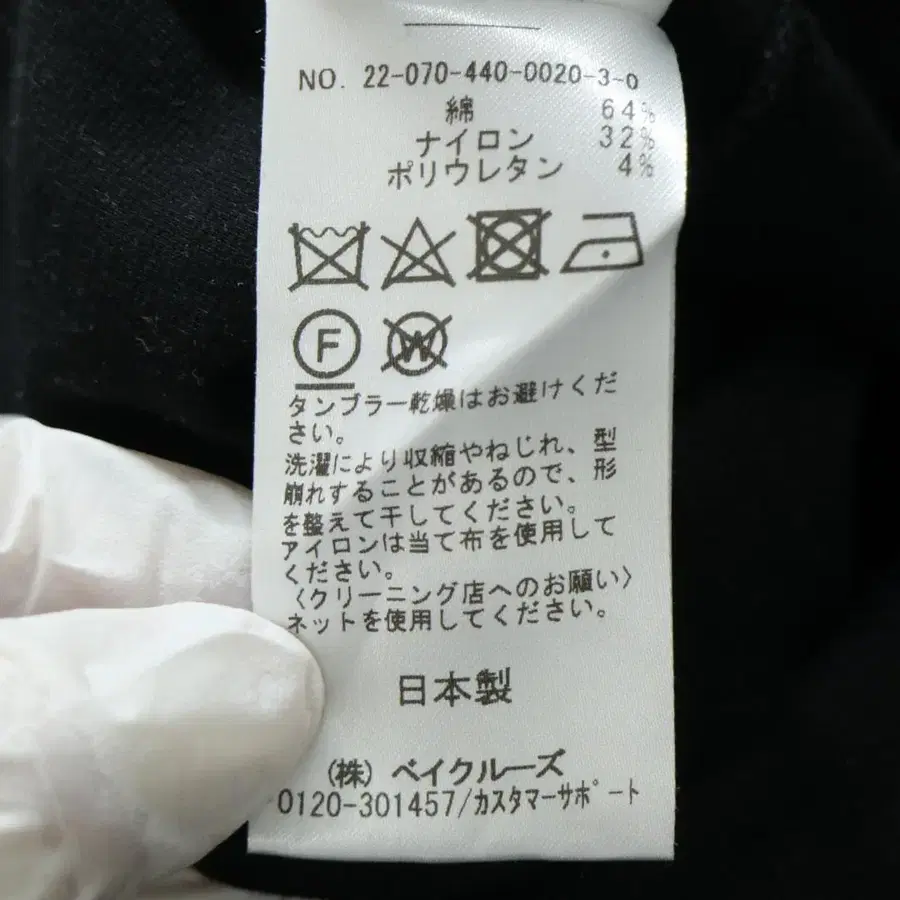 NO. 22-070-440-0020-3-0
綿 64%
ナイロン 32%
ポリウレタン 4%
F W
タンブラー乾燥はお避けくだ
さい。
洗濯により収縮やねじれ、型
崩れすることがあるので、形
を整えて干してください。
アイロンは当て布を使用して
ください。
〈クリーニング店へのお願い〉
ネットを使用してください。
日本製
(株) ベイクルーズ
0120-301457/カスタマーサポート